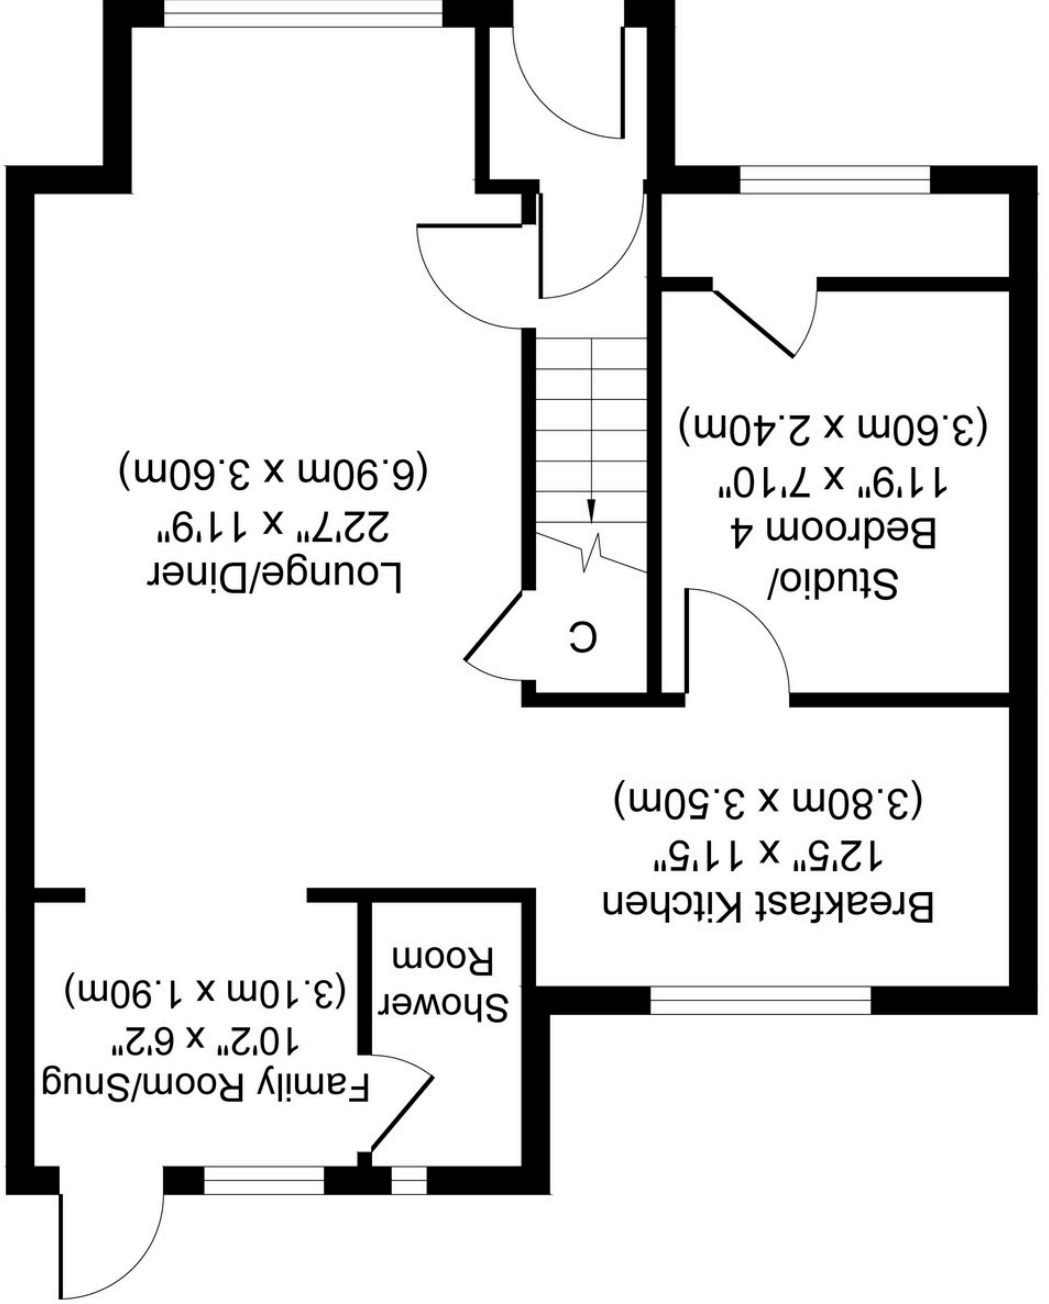 Family Room/Snug
10'2" x 6'2"
(3.10m x 1.90m)
Shower
Room
Breakfast Kitchen
12'5" x 11'5"
(3.80m x 3.50m)
C
Lounge/Diner
22'7" x 11'9"
(6.90m x 3.60m)
Studio/
Bedroom 4
11'9" x 7'10"
(3.60m x 2.40m)